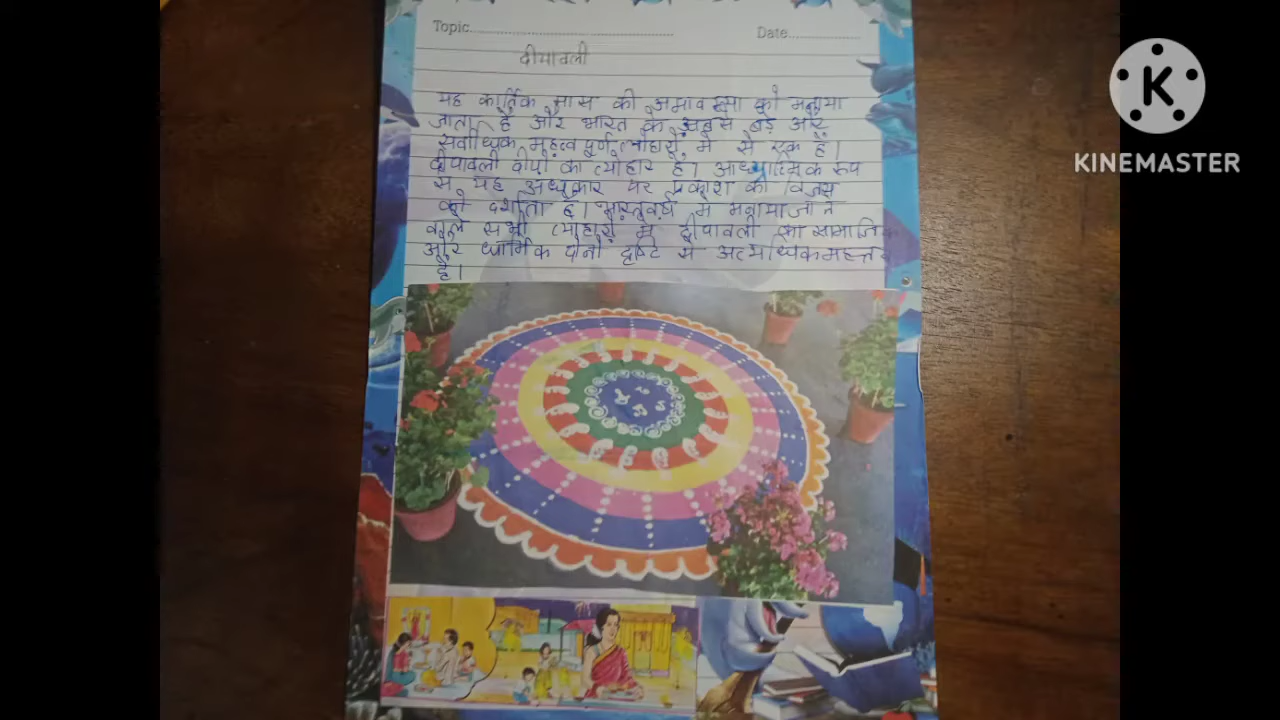 Topic
Date
दीपावली
यह कार्तिक मास की अमावस्या को मनाया
जाता है और भारत के सबसे बड़े और
सर्वाधिक महत्वपूर्ण त्योहारों में से एक है।
दीपावली दीपों का त्योहार है। आध्यात्मिक रूप
से यह अन्धकार पर प्रकाश की विजय
को दर्शाता है। भारतवर्ष में मनाया जाने
वाले सभी त्योहारों में दीपावली का सामाजिक
और धार्मिक दोनों दृष्टि से अत्यधिक महत्त्व
है।
KINEMASTER